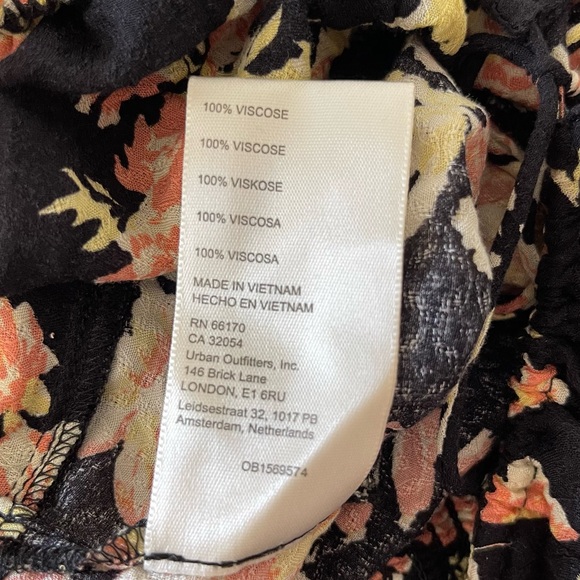 100% VISCOSE
100% VISCOSE
100% VISKOSE
100% VISCOSA
100% VISCOSA
MADE IN VIETNAM
HECHO EN VIETNAM
RN 66170
CA 32054
Urban Outfitters, Inc.
146 Brick Lane
LONDON, E1 6RU
Leidsestraat 32, 1017 PB
Amsterdam, Netherlands
OB1569574